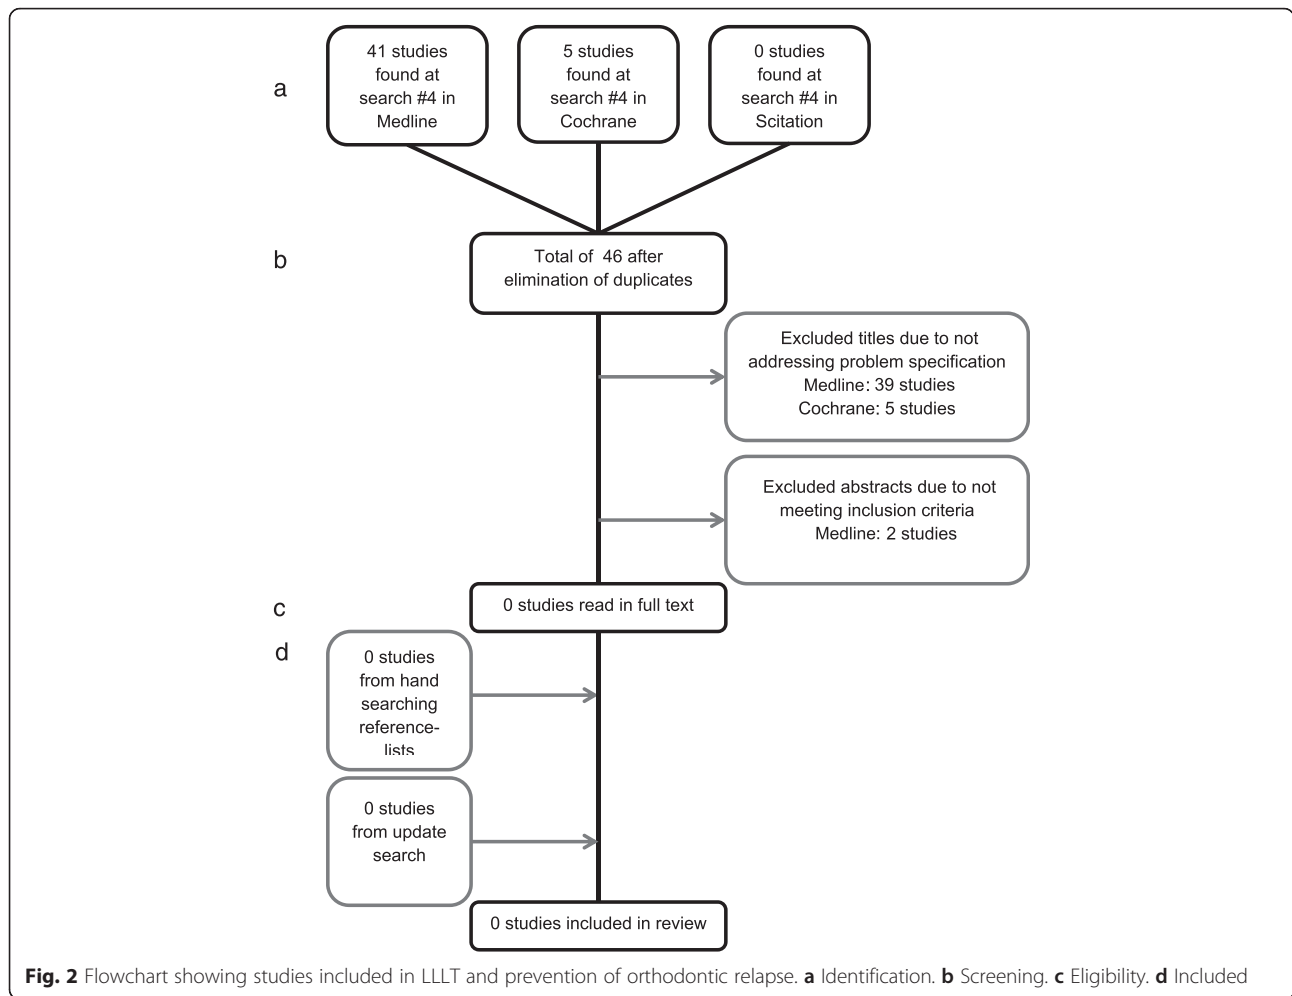 41 studies
found at
search #4 in
Medline
5 studies
found at
search #4 in
Cochrane
0 studies
found at
search #4 in
Scitation
a
b
Total of 46 after
elimination of duplicates
Excluded titles due to not
addressing problem specification
Medline: 39 studies
Cochrane: 5 studies
Excluded abstracts due to not
meeting inclusion criteria
Medline: 2 studies
c
0 studies read in full text
d
0 studies
from hand
searching
reference-
lists
0 studies
from update
search
0 studies included in review
Fig. 2 Flowchart showing studies included in LLLT and prevention of orthodontic relapse. a Identification. b Screening. c Eligibility. d Included